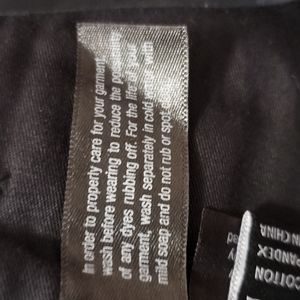 In order to properly care for your garment,
wash before wearing to reduce the possibility
of any dyes rubbing off. For the life of your
garment, wash separately in cold water with
mild soap and do not rub or spot
COTTON
PANDEX
IN CHINA